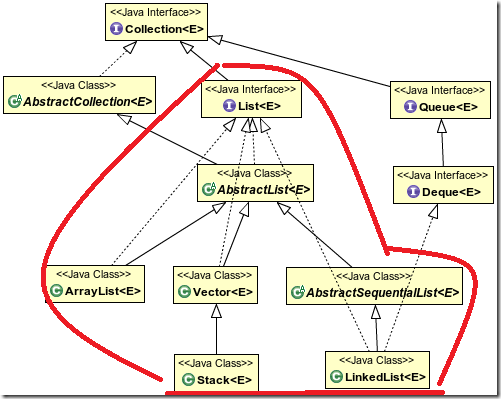 <<Java Interface>>
Collection<E>
<<Java Class>>
AbstractCollection<E>
<<Java Interface>>
List<E>
<<Java Interface>>
Queue<E>
<<Java Class>>
AbstractList<E>
<<Java Interface>>
Deque<E>
<<Java Class>>
ArrayList<E>
<<Java Class>>
Vector<E>
<<Java Class>>
AbstractSequentialList<E>
<<Java Class>>
Stack<E>
<<Java Class>>
LinkedList<E>